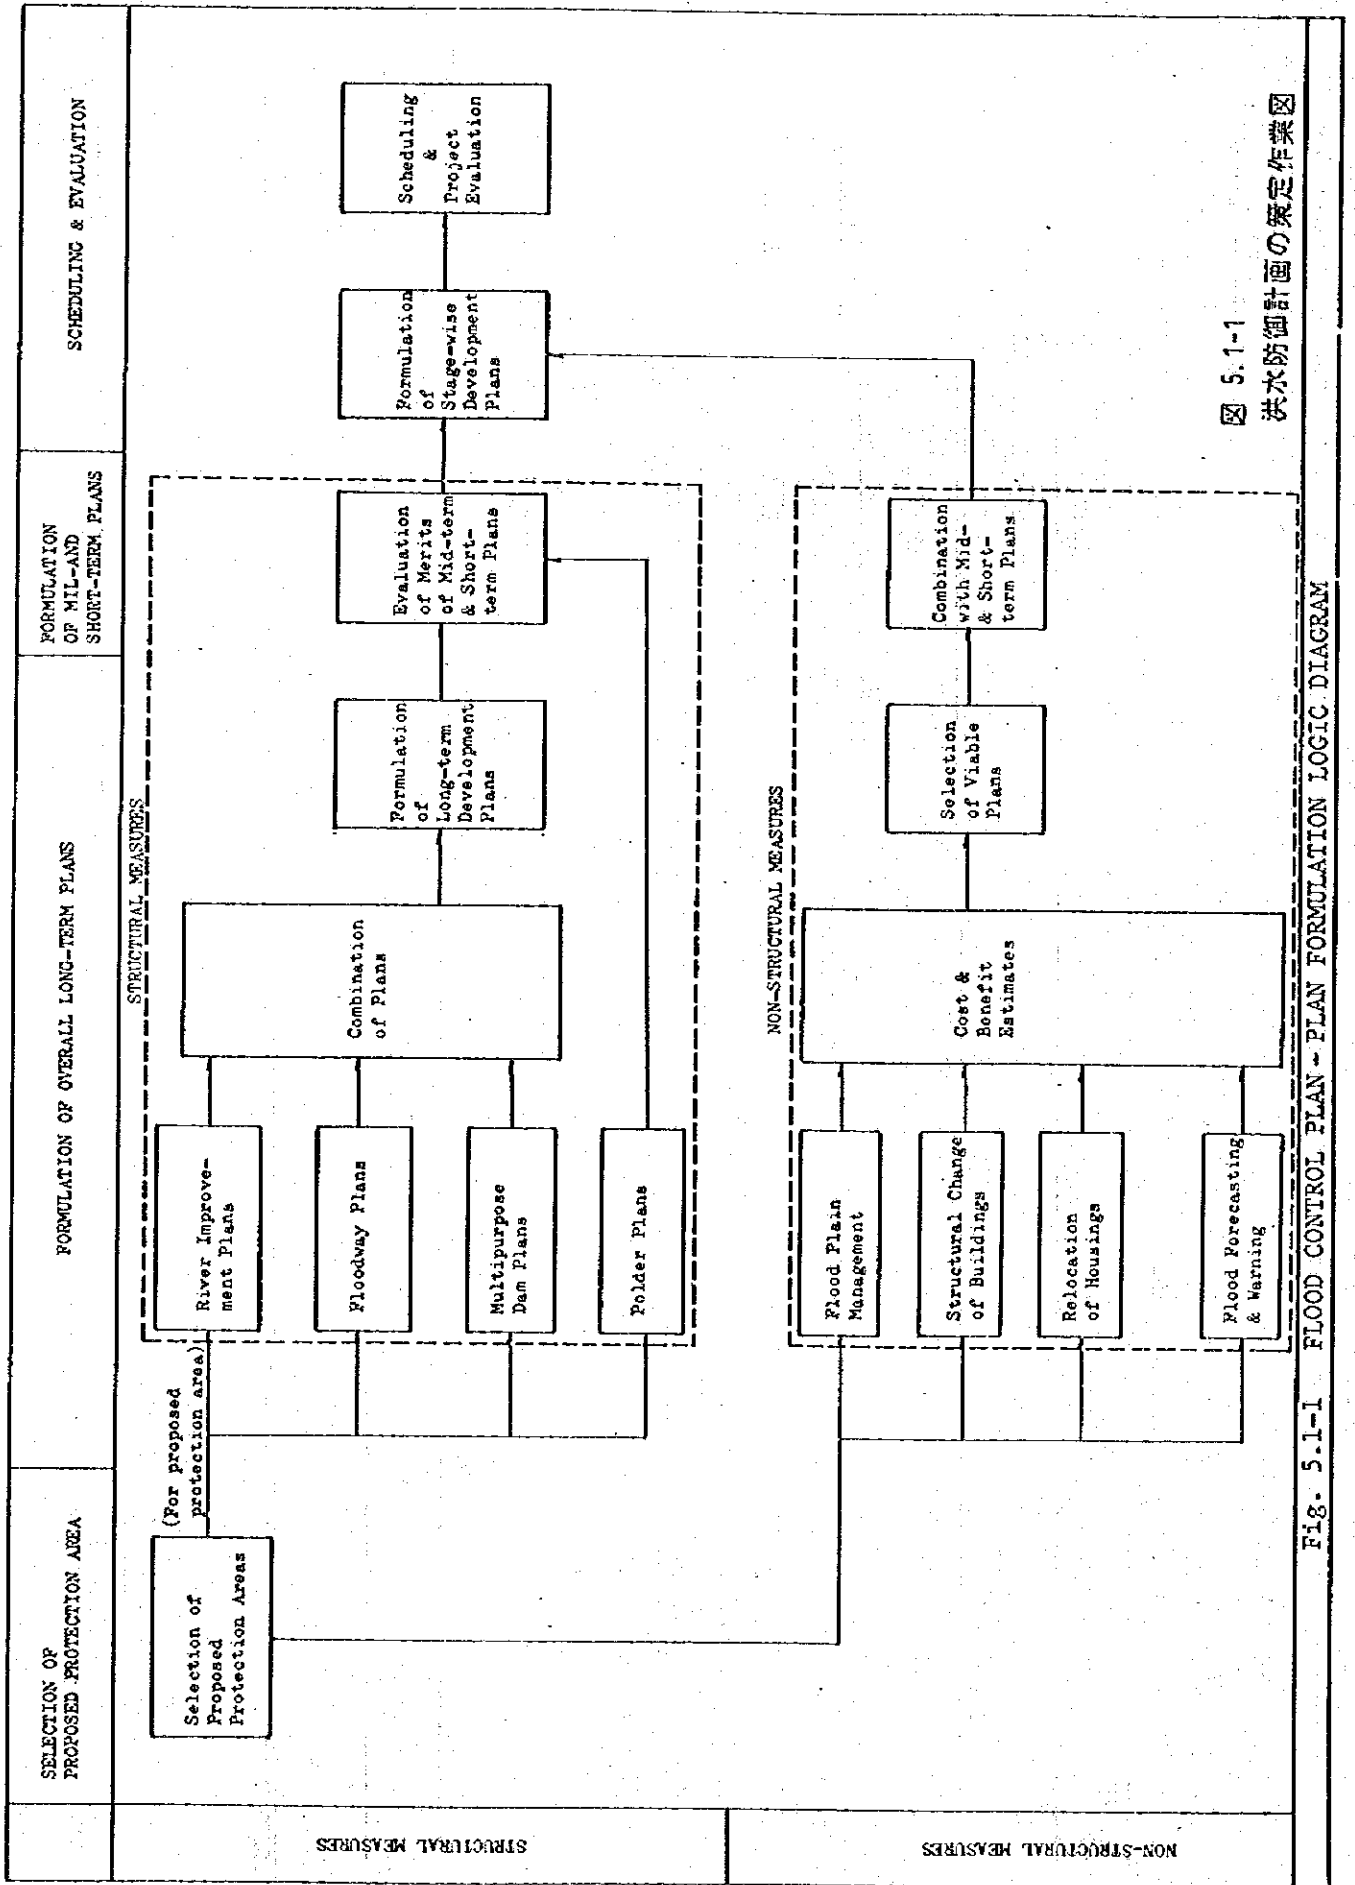 SELECTION OF
PROPOSED PROTECTION AREA
FORMULATION OF OVERALL LONG-TERM PLANS
FORMULATION
OF MIL-AND
SHORT-TERM PLANS
SCHEDULING & EVALUATION
STRUCTURAL MEASURES
STRUCTURAL MEASURES
Selection of
Proposed
Protection Areas
(For proposed
protection area)
River Improve-
ment Plans
Floodway Plans
Multipurpose
Dam Plans
Polder Plans
Combination
of Plans
Formulation
of
Long-term
Development
Plans
Evaluation
of Merits
of Mid-term
& Short-
term Plans
Formulation
of
Stage-wise
Development
Plans
Scheduling
&
Project
Evaluation
NON-STRUCTURAL MEASURES
NON-STRUCTURAL MEASURES
Flood Plain
Management
Structural Change
of Buildings
Relocation
of Housings
Flood Forecasting
& Warning
Cost &
Benefit
Estimates
Selection
of Viable
Plans
Combination
with Mid-
& Short-
term Plans
図 5.1-1
洪水防御計画の策定作業図
Fig. 5.1-1 FLOOD CONTROL PLAN - PLAN FORMULATION LOGIC DIAGRAM